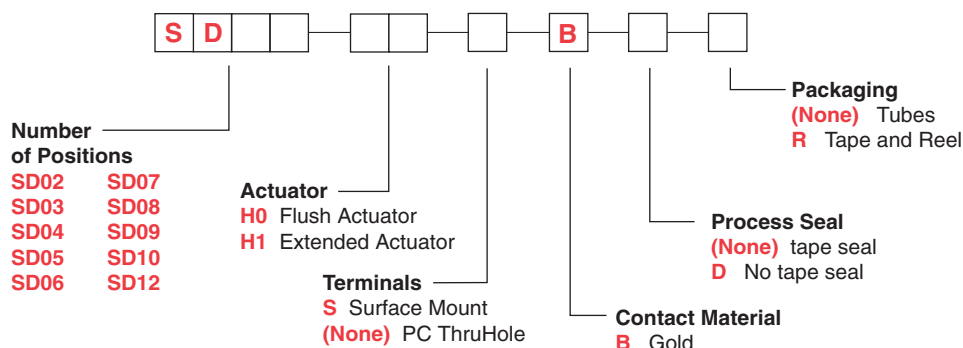 S D B
Number
of Positions
SD02 SD07
SD03 SD08
SD04 SD09
SD05 SD10
SD06 SD12
Actuator
H0 Flush Actuator
H1 Extended Actuator
Terminals
S Surface Mount
(None) PC ThruHole
Contact Material
B Gold
Process Seal
(None) tape seal
D No tape seal
Packaging
(None) Tubes
R Tape and Reel